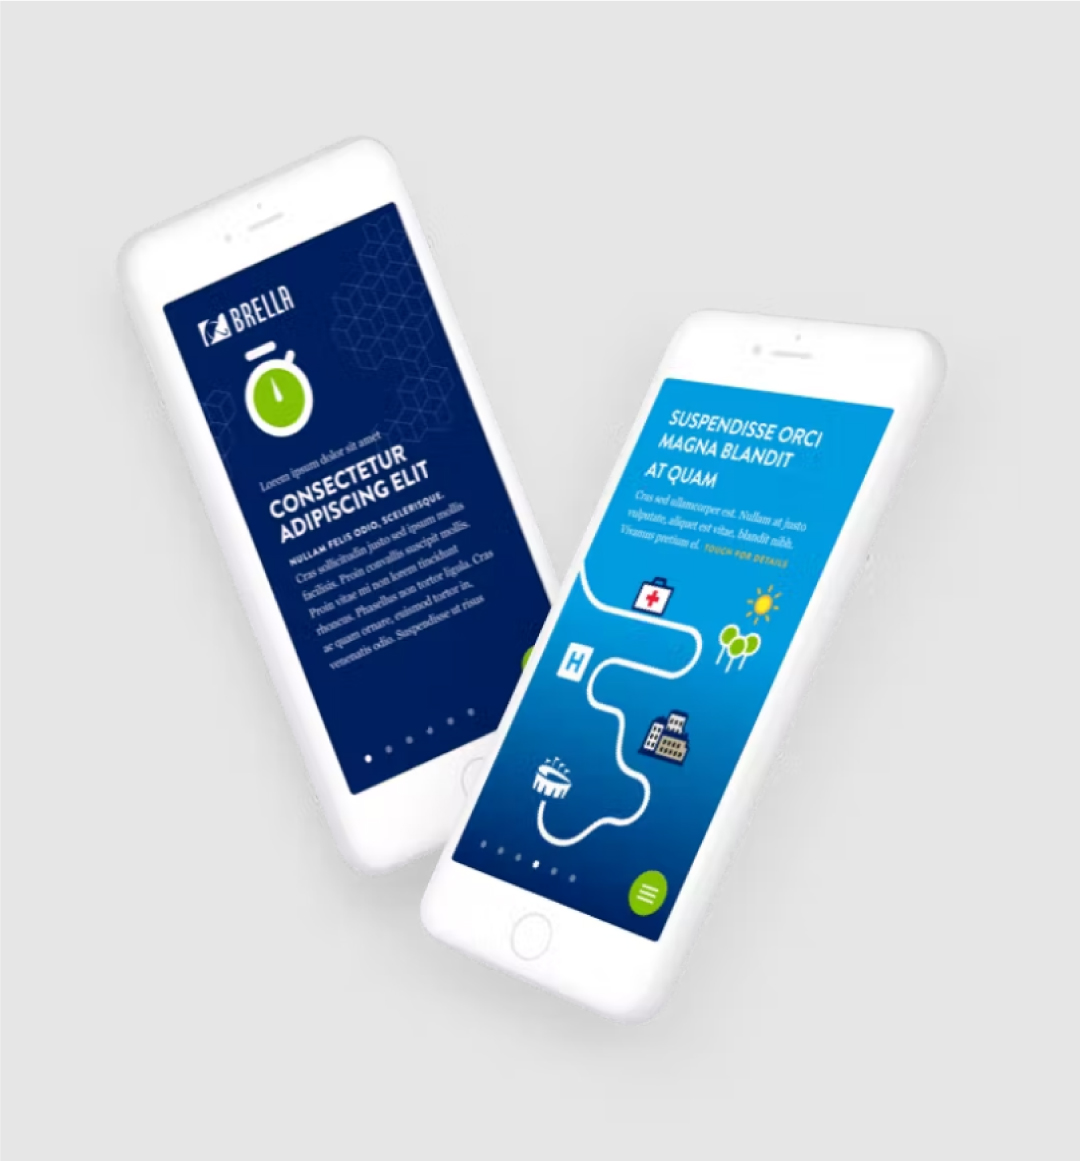 BRELLA
Lorem ipsum dolor sit amet
CONSECTETUR
ADIPISCING ELIT
NULLAM FELIS ODIO, SCELERISQUE.
Cras sollicitudin justo sed ipsum mollis
facilisis. Proin convallis suscipit mollis.
Proin vitae mi non lorem tincidunt
rhoncus. Phasellus non tortor ligula. Cras
ac quam ornare, euismod tortor in,
venenatis odio. Suspendisse ut risus
SUSPENDISSE ORCI
MAGNA BLANDIT
AT QUAM
Cras sed ullamcorper est. Nullam at justo
vulputate, aliquet est vitae, blandit nibh.
Vivamus pretium el. TOUCH FOR DETAILS
H